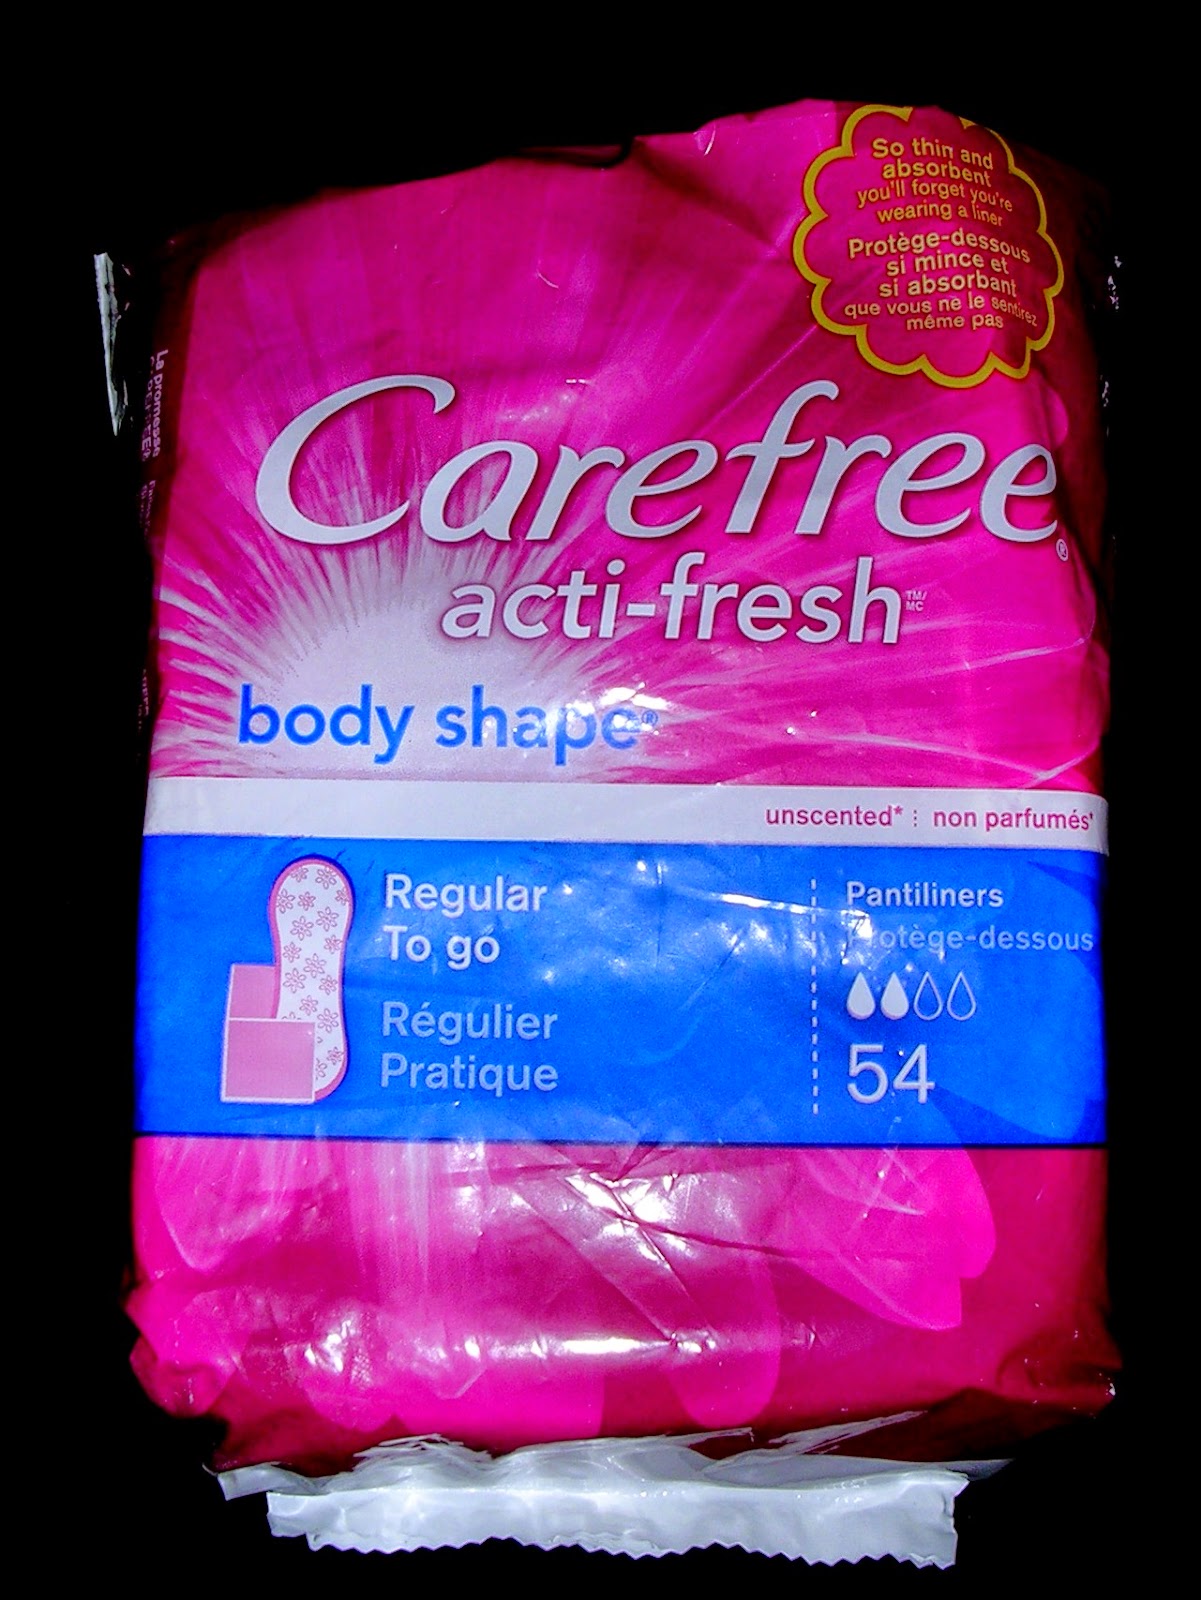 So thin and
absorbent
you'll forget you're
wearing a liner
Protège-dessous
si mince et
si absorbant
que vous ne le sentirez
même pas
La promesse
Carefree®
acti-fresh™/MC
body shape®
unscented* ⋮ non parfumés*
Regular
To go
Régulier
Pratique
Pantiliners
Protège-dessous
54